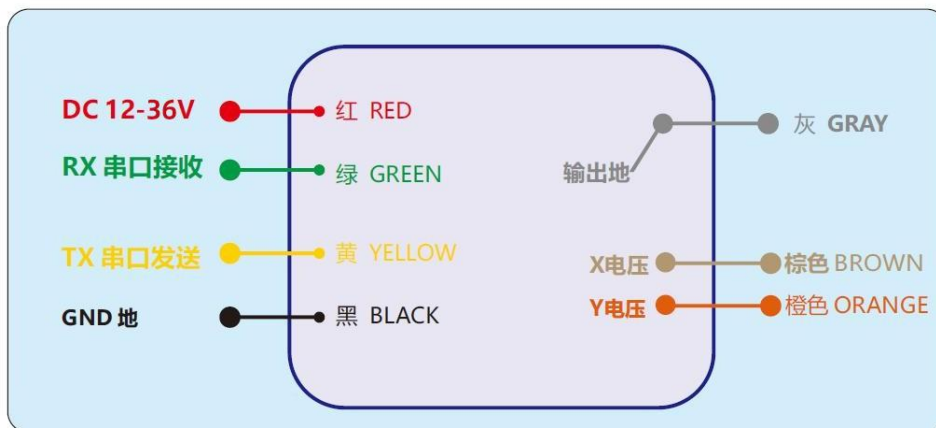 DC 12-36V
红 RED
RX 串口接收
绿 GREEN
TX 串口发送
黄 YELLOW
GND 地
黑 BLACK
灰 GRAY
输出地
X电压
棕色 BROWN
Y电压
橙色 ORANGE